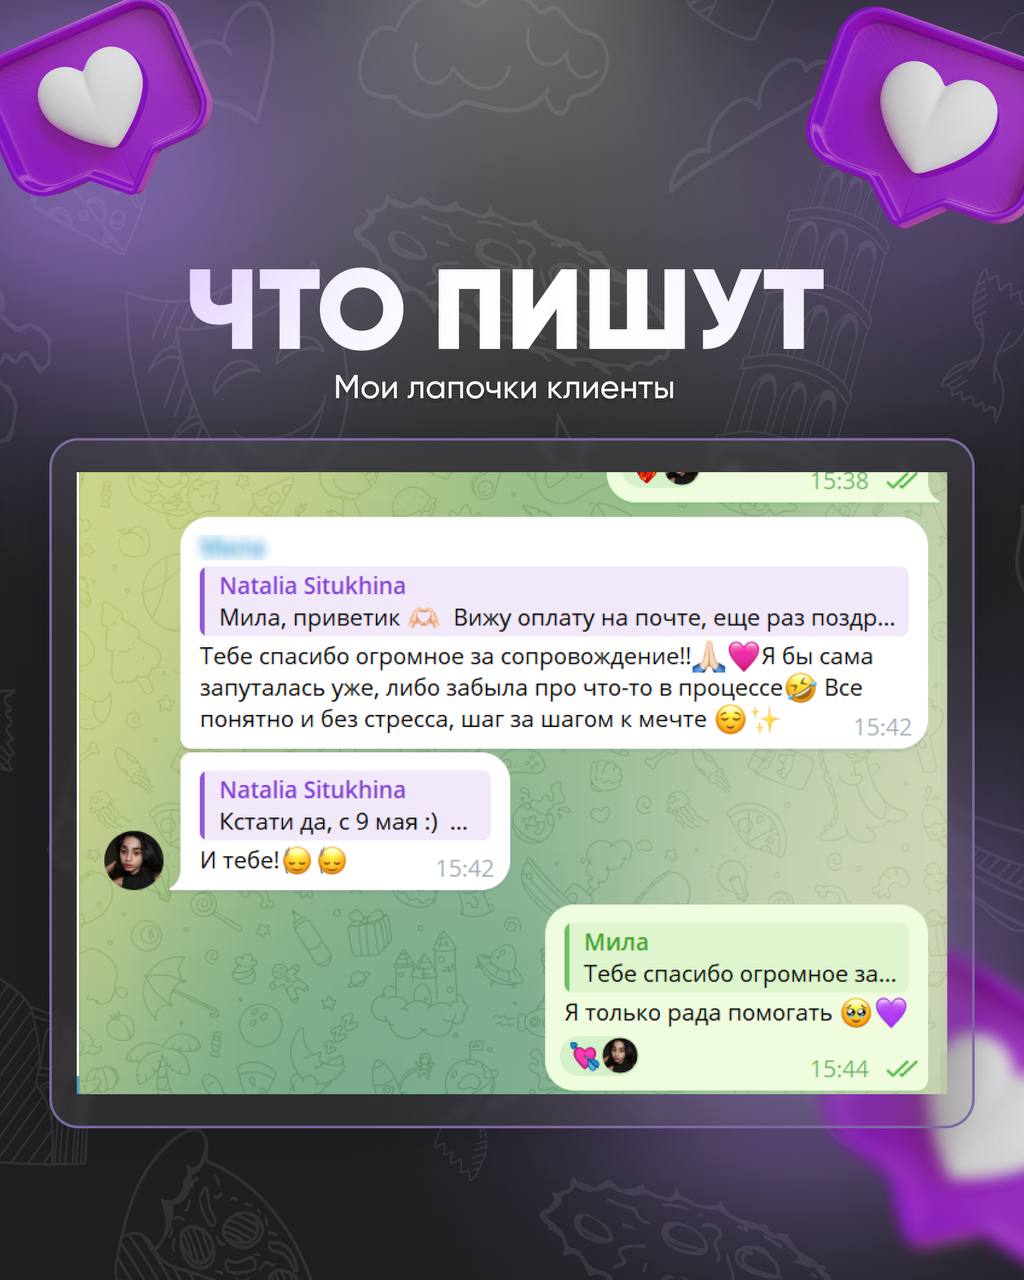 ЧТО ПИШУТ
Мои лапочки клиенты
15:38
Natalia Situkhina
Мила, приветик 🫶🏻 Вижу оплату на почте, еще раз поздр...
Тебе спасибо огромное за сопровождение!!🙏🏻🩷Я бы сама
запуталась уже, либо забыла про что-то в процессе🤣 Все
понятно и без стресса, шаг за шагом к мечте 😌✨
15:42
Natalia Situkhina
Кстати да, с 9 мая :) ...
И тебе!🫡🫡
15:42
Мила
Тебе спасибо огромное за...
Я только рада помогать 🥹💜
💘
15:44